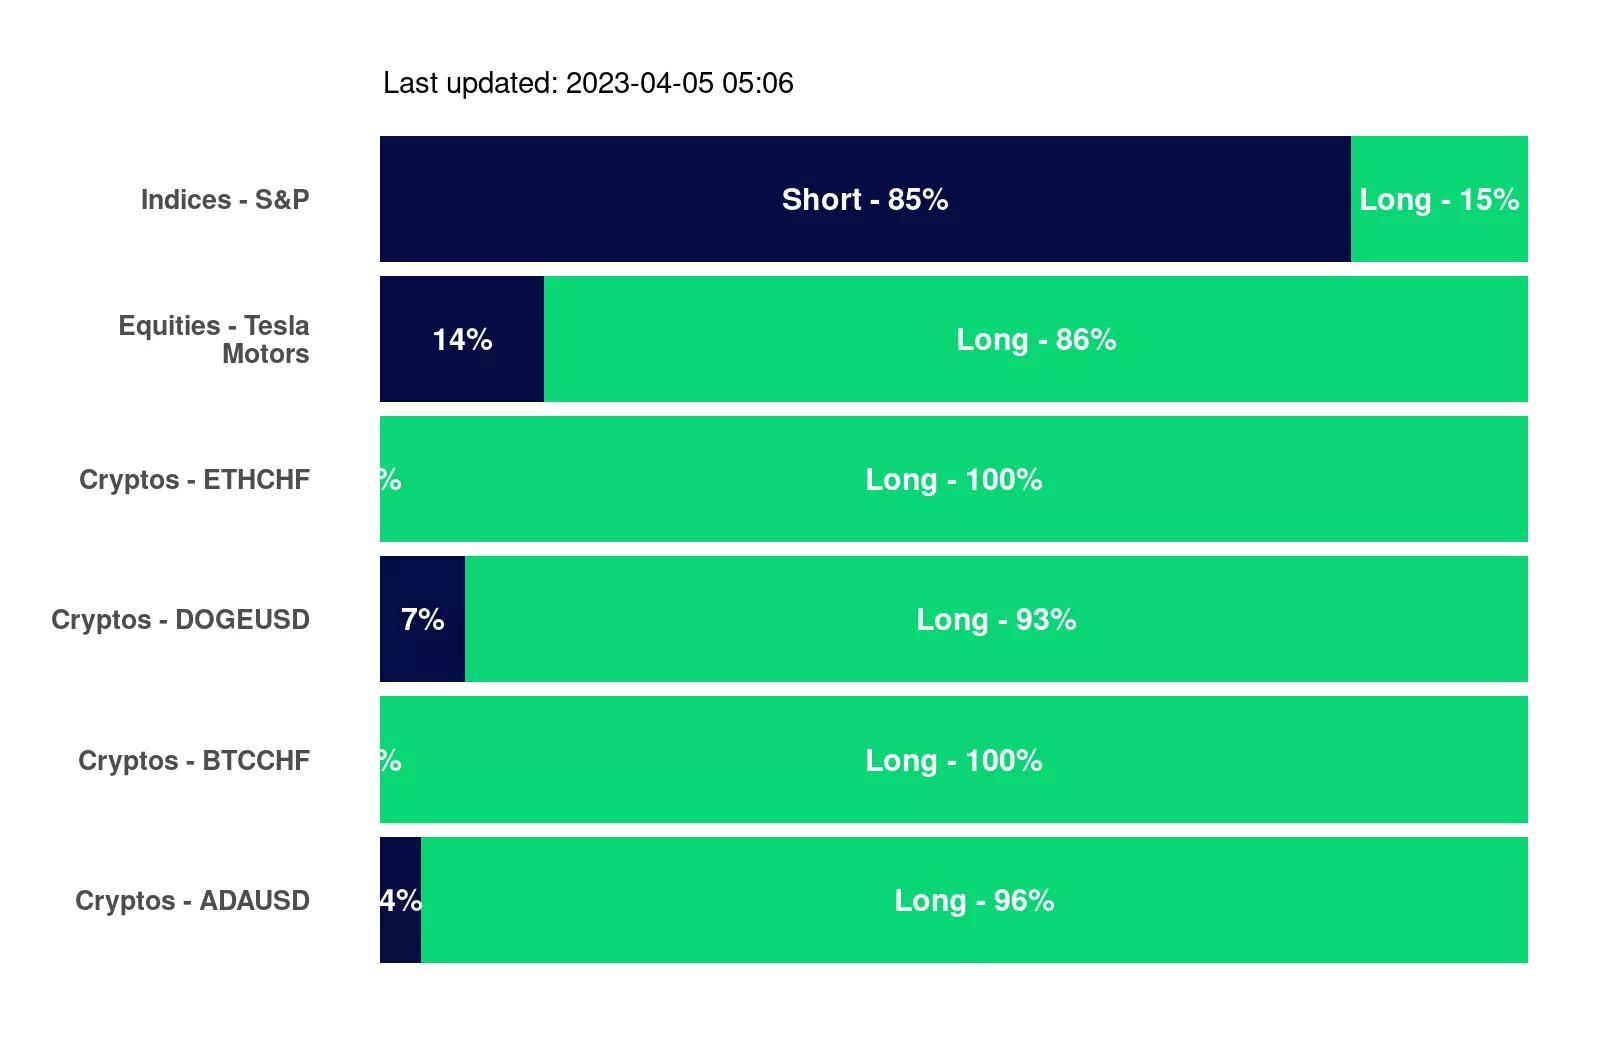 Last updated: 2023-04-05 05:06
Indices - S&P
Short - 85%
Long - 15%
Equities - Tesla
Motors
14%
Long - 86%
Cryptos - ETHCHF
%
Long - 100%
Cryptos - DOGEUSD
7%
Long - 93%
Cryptos - BTCCHF
%
Long - 100%
Cryptos - ADAUSD
4%
Long - 96%